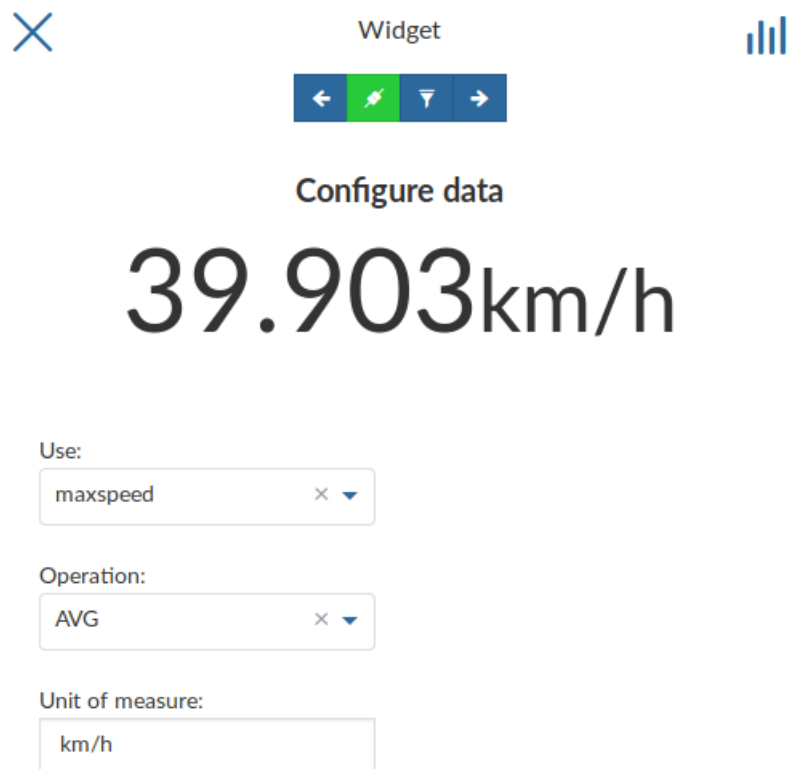 Widget
Configure data
39.903km/h
Use:
maxspeed
Operation:
AVG
Unit of measure:
km/h